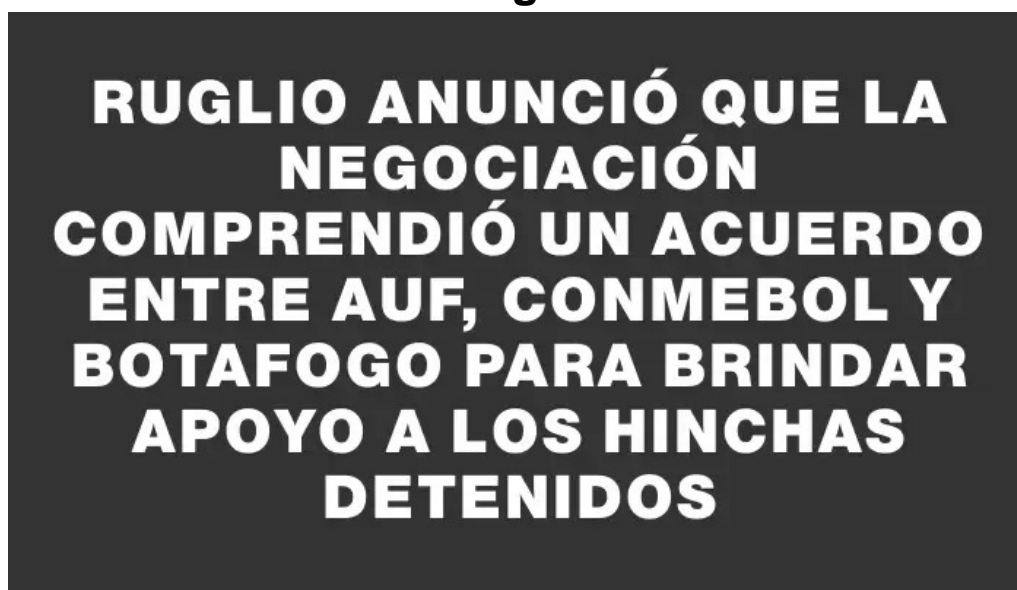 RUGLIO ANUNCIÓ QUE LA
NEGOCIACIÓN
COMPRENDIÓ UN ACUERDO
ENTRE AUF, CONMEBOL Y
BOTAFOGO PARA BRINDAR
APOYO A LOS HINCHAS
DETENIDOS